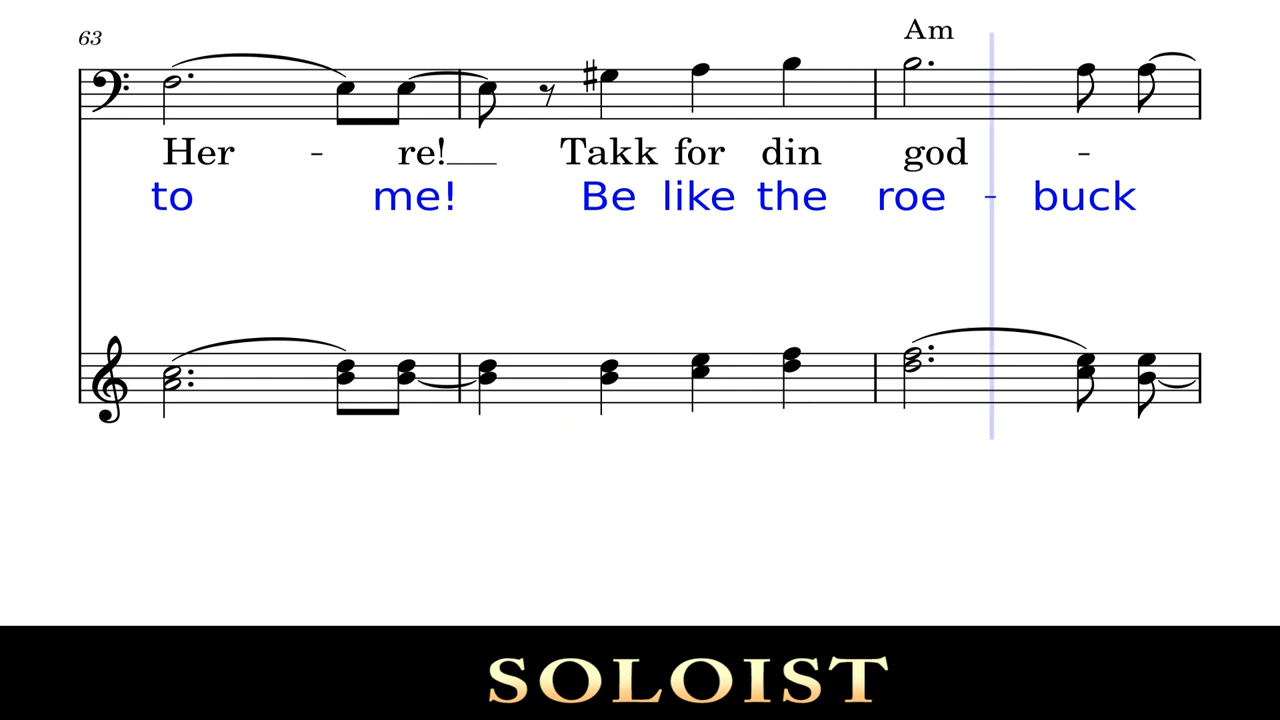 63
Am
Her - re! Takk for din god -
to me! Be like the roe - buck
SOLOIST